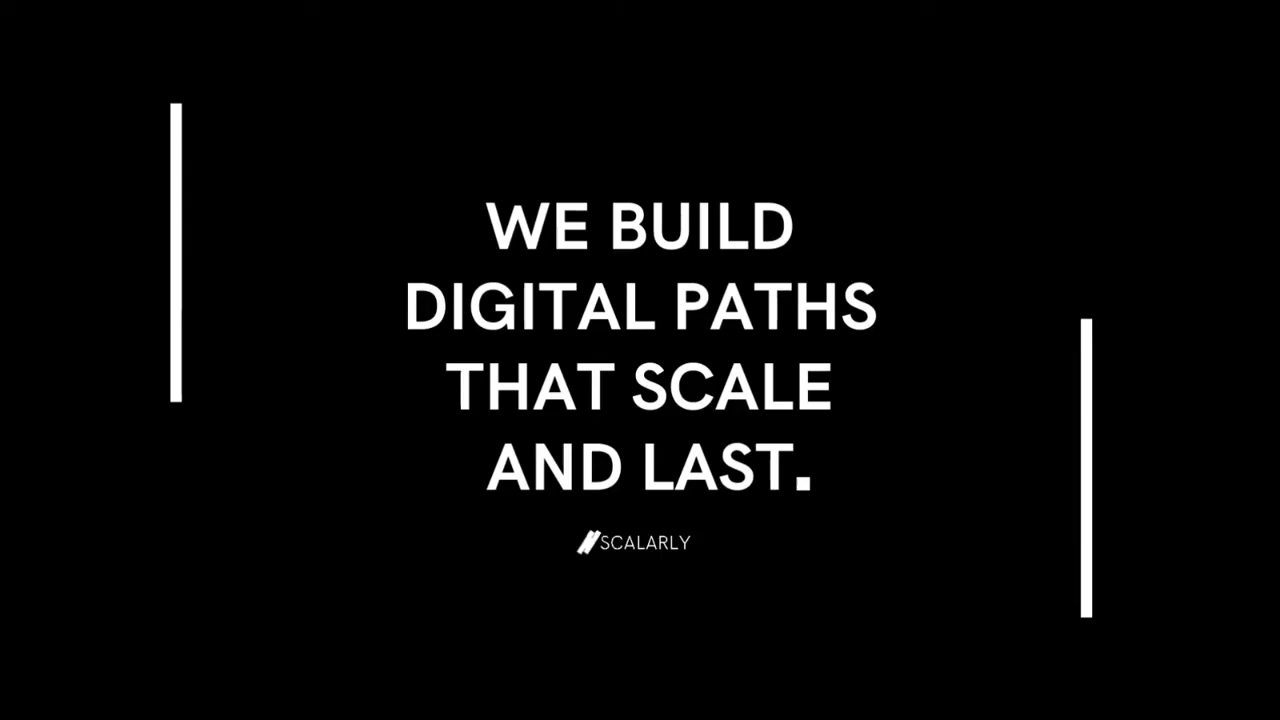 WE BUILD
DIGITAL PATHS
THAT SCALE
AND LAST.
SCALARLY